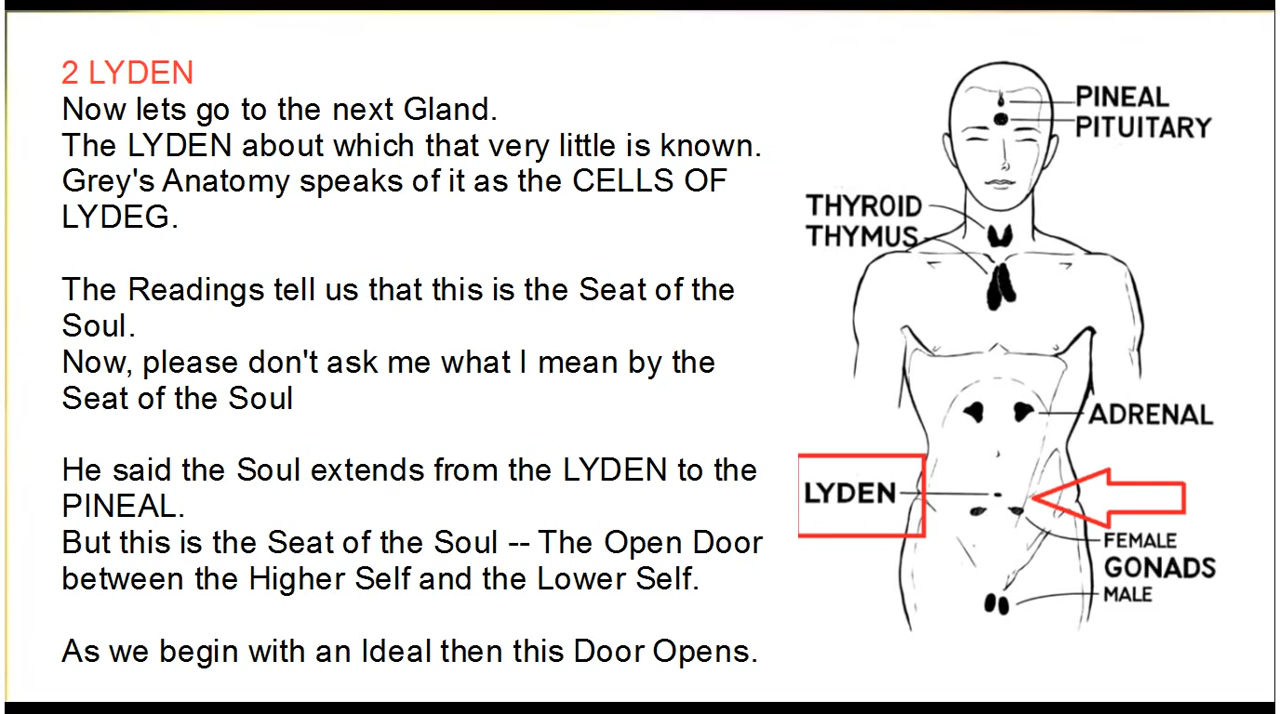 2 LYDEN
Now lets go to the next Gland.
The LYDEN about which that very little is known.
Grey's Anatomy speaks of it as the CELLS OF
LYDEG.
The Readings tell us that this is the Seat of the
Soul.
Now, please don't ask me what I mean by the
Seat of the Soul
He said the Soul extends from the LYDEN to the
PINEAL.
But this is the Seat of the Soul -- The Open Door
between the Higher Self and the Lower Self.
As we begin with an Ideal then this Door Opens.
PINEAL
PITUITARY
THYROID
THYMUS
ADRENAL
LYDEN
FEMALE
GONADS
MALE